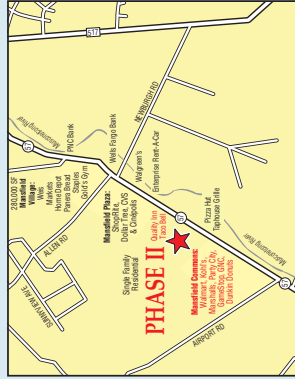 517
Musconetcong River
57
PNC Bank
Wells Fargo Bank
NEWBURGH RD
280,000 SF
Mansfield
Village:
Weis
Markets
Home Depot
Panera Bread
Staples
Gold's Gym
Walgreen's
Enterprise Rent-A-Car
ALLEN RD
SUNNYVIEW AVE
Mansfield Plaza:
ShopRite,
Dollar Tree, CVS
& Cinépolis
Single Family
Residential
PHASE II
Quality Inn
Taco Bell
57
Pizza Hut
Taphouse Grille
Musconetcong River
Mansfield Commons:
Walmart, Kohl's,
Marshalls, Party City,
GameStop, GNC,
Dunkin Donuts
AIRPORT RD
57